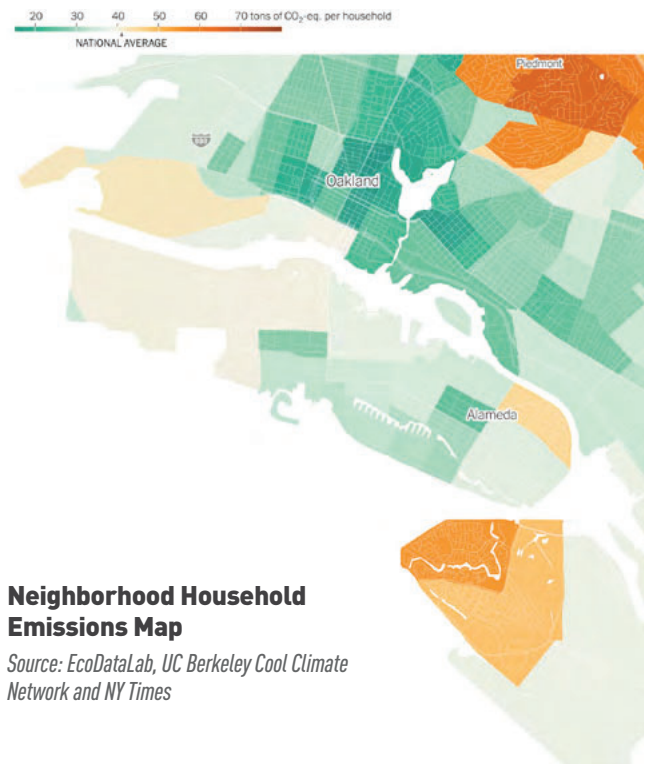 20 30 40 50 60 70 tons of CO₂-eq. per household
NATIONAL AVERAGE
Piedmont
Oakland
Alameda
Neighborhood Household
Emissions Map
Source: EcoDataLab, UC Berkeley Cool Climate
Network and NY Times